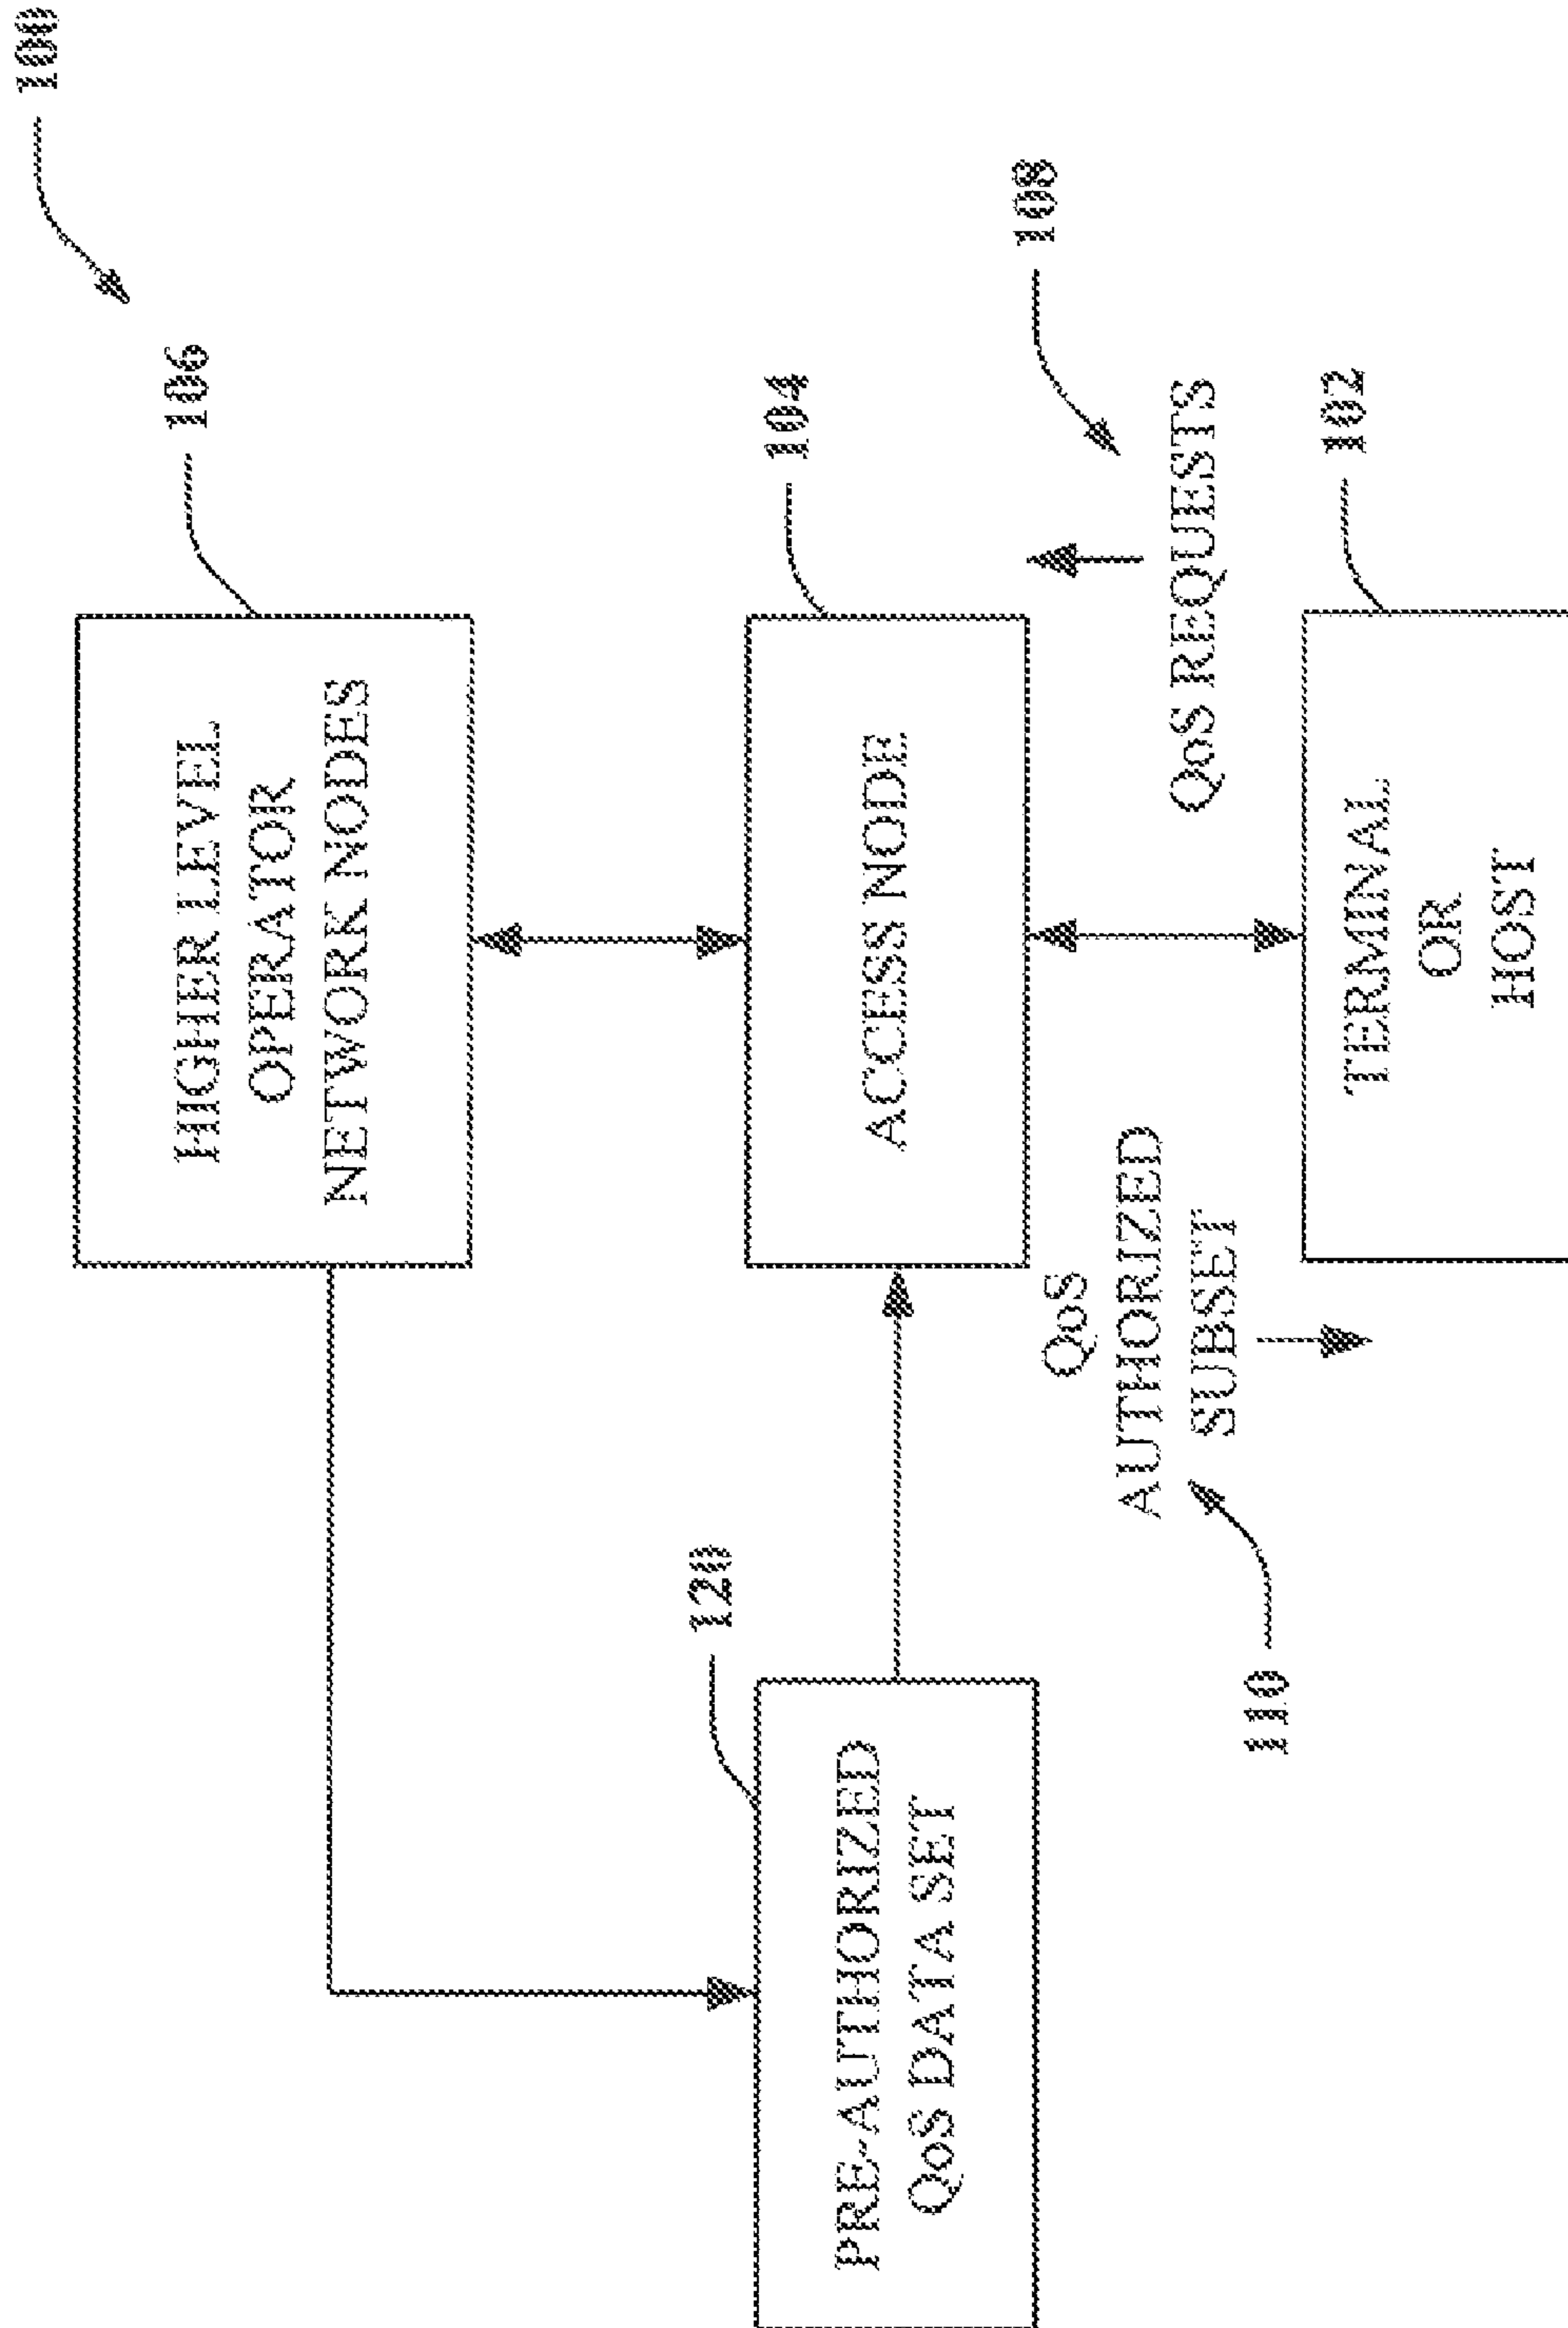 100
106
HIGHER LEVEL
OPERATOR
NETWORK NODES
104
ACCESS NODE
108
QoS REQUESTS
120
PRE-AUTHORIZED
QoS DATA SET
QoS
AUTHORIZED
SUBSET
110
102
TERMINAL
OR
HOST